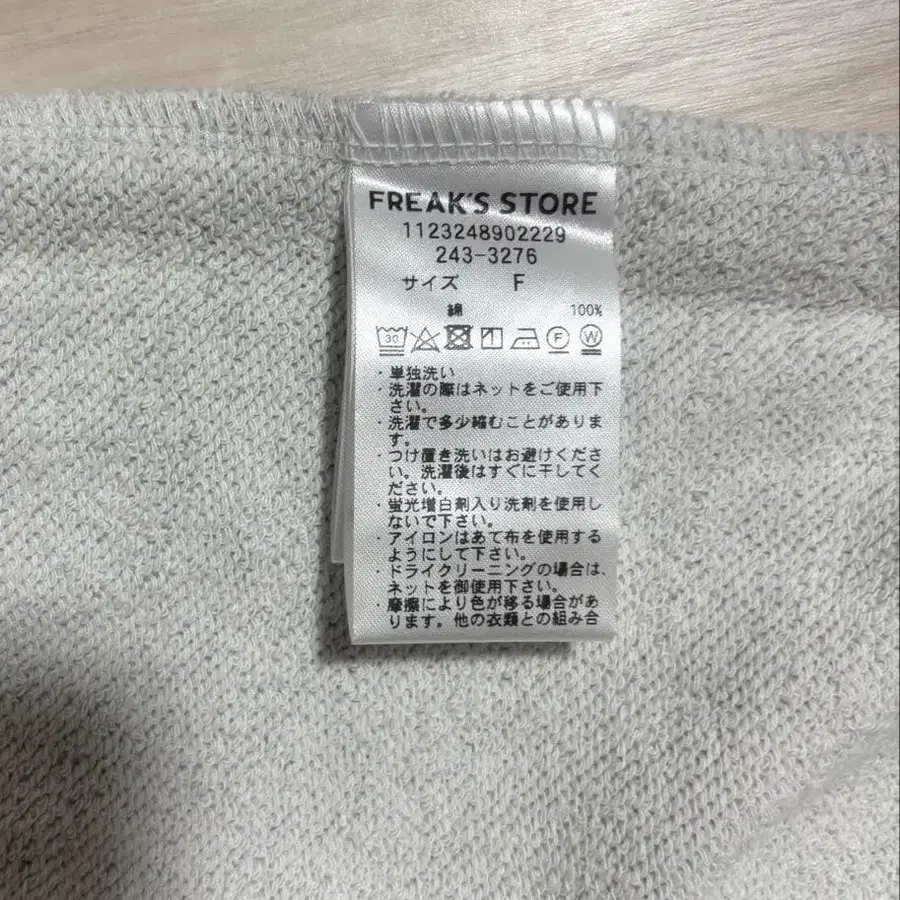 FREAK'S STORE
1123248902229
243-3276
サイズ F
綿 100%
30 F W
・単独洗い
・洗濯の際はネットをご使用下
さい。
・洗濯で多少縮むことがありま
す。
・つけ置き洗いはお避けくださ
い。洗濯後はすぐに干してく
ださい。
・蛍光増白剤入り洗剤を使用し
ないで下さい。
・アイロンはあて布を使用する
ようにして下さい。
・ドライクリーニングの場合は、
ネットを御使用下さい。
・摩擦により色が移る場合があ
ります。他の衣類との組み合